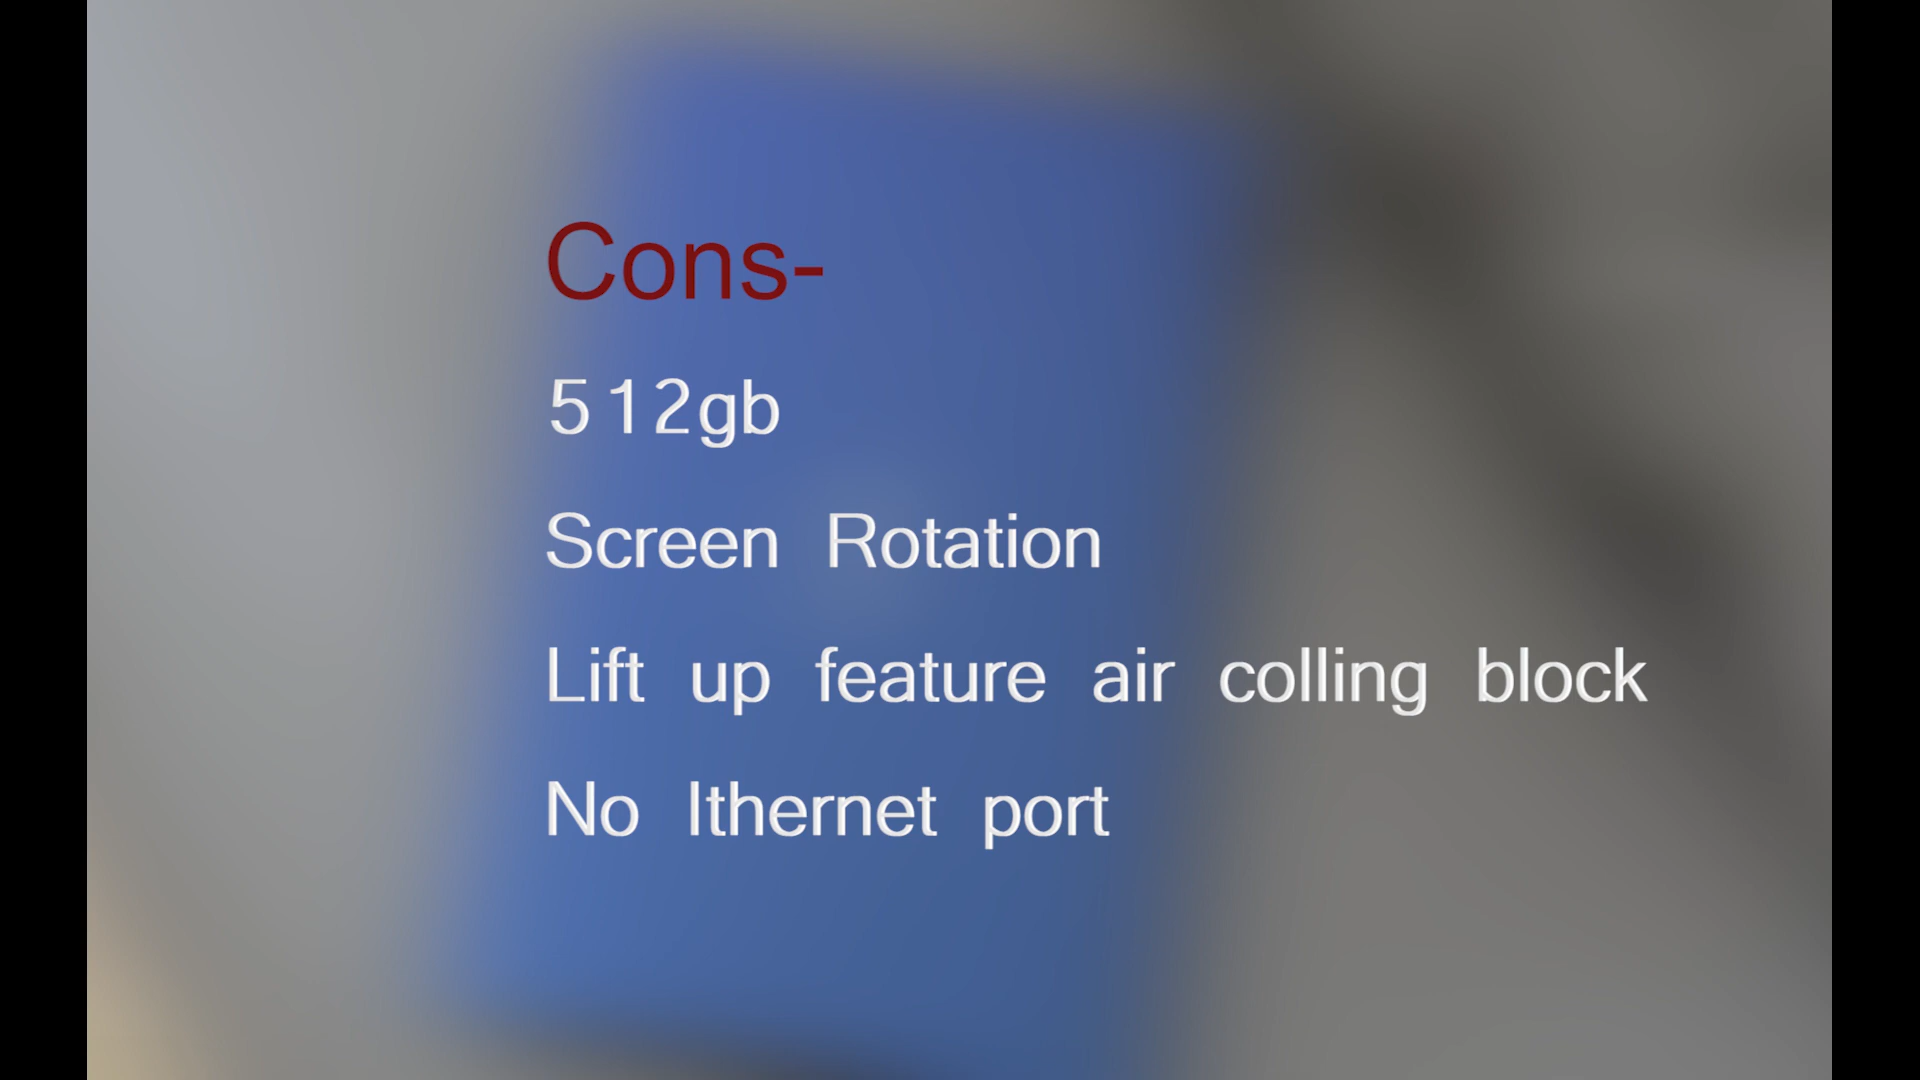 Cons-
512gb
Screen Rotation
Lift up feature air colling block
No Ithernet port